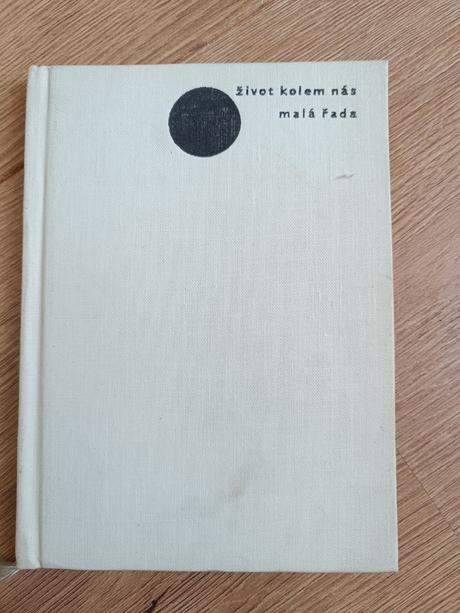 život kolem nás
malá řada